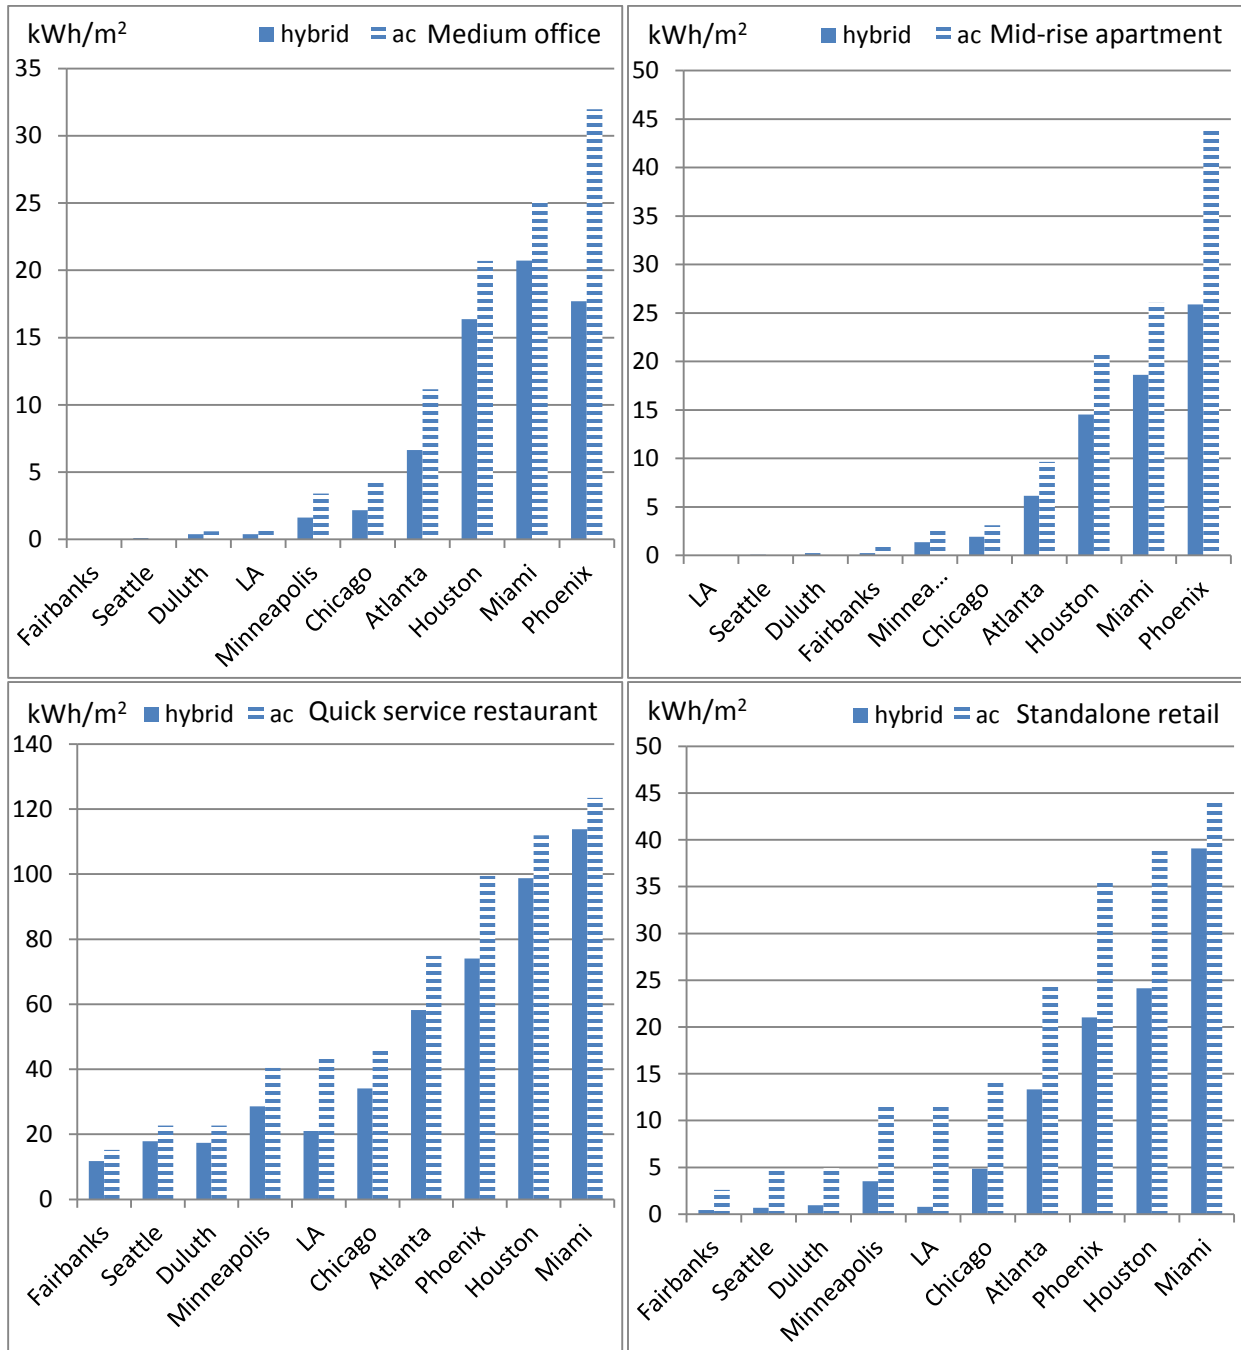 kWh/m²
hybrid ac Medium office
35
30
25
20
15
10
5
0
Fairbanks
Seattle
Duluth
LA
Minneapolis
Chicago
Atlanta
Houston
Miami
Phoenix
kWh/m²
hybrid ac Mid-rise apartment
50
45
40
35
30
25
20
15
10
5
0
LA
Seattle
Duluth
Fairbanks
Minnea...
Chicago
Atlanta
Houston
Miami
Phoenix
kWh/m²
hybrid ac Quick service restaurant
140
120
100
80
60
40
20
0
Fairbanks
Seattle
Duluth
Minneapolis
LA
Chicago
Atlanta
Phoenix
Houston
Miami
kWh/m²
hybrid ac Standalone retail
50
45
40
35
30
25
20
15
10
5
0
Fairbanks
Seattle
Duluth
Minneapolis
LA
Chicago
Atlanta
Phoenix
Houston
Miami